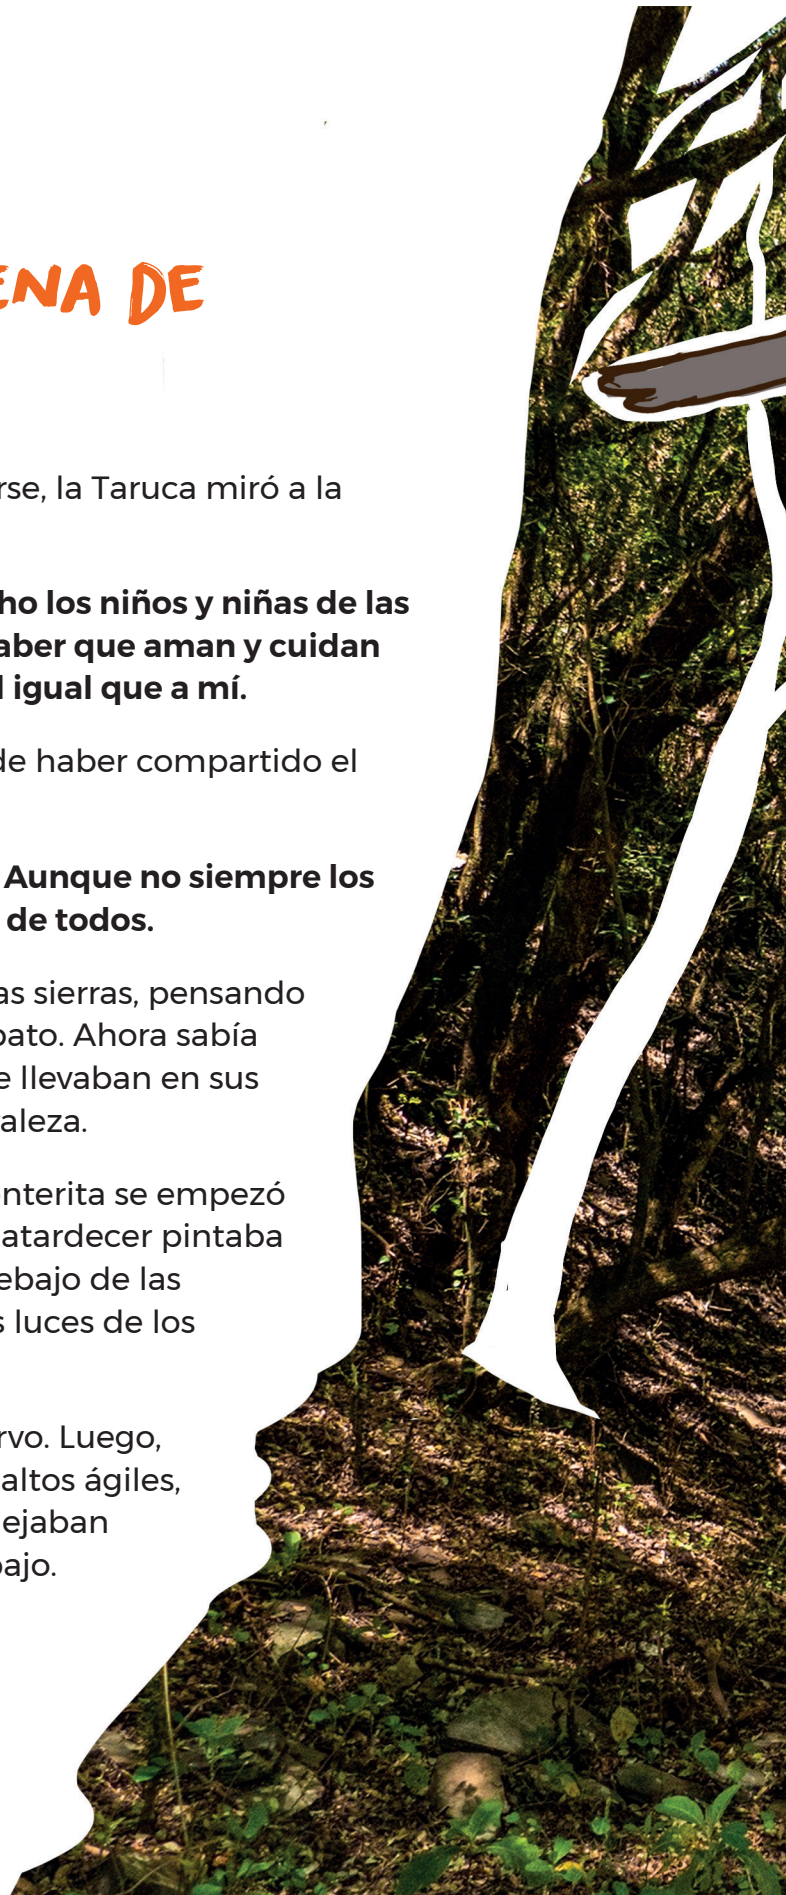 ENA DE
rse, la Taruca miró a la
ho los niños y niñas de las
aber que aman y cuidan
l igual que a mí.
de haber compartido el
Aunque no siempre los
de todos.
as sierras, pensando
pato. Ahora sabía
e llevaban en sus
aleza.
nterita se empezó
atardecer pintaba
ebajo de las
s luces de los
rvo. Luego,
altos ágiles,
ejaban
bajo.